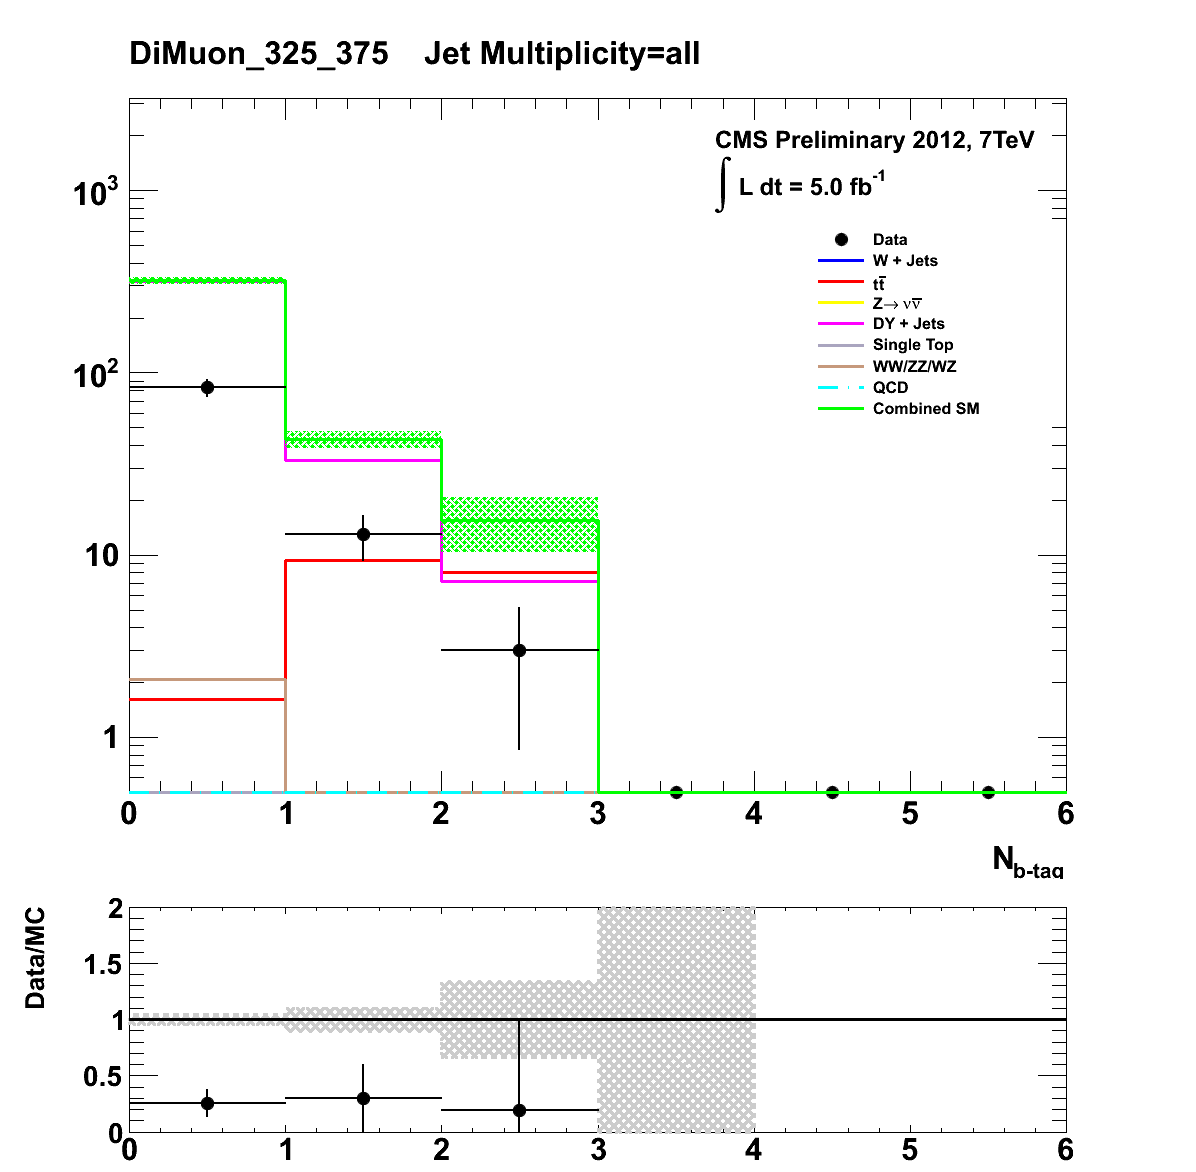 DiMuon_325_375 Jet Multiplicity=all
CMS Preliminary 2012, 7TeV
∫ L dt = 5.0 fb⁻¹
Data
W + Jets
tt̅
Z→ νν̅
DY + Jets
Single Top
WW/ZZ/WZ
QCD
Combined SM
10³
10²
10
1
0 1 2 3 4 5 6
N_b-tag
Data/MC
2
1.5
1
0.5
0
0 1 2 3 4 5 6